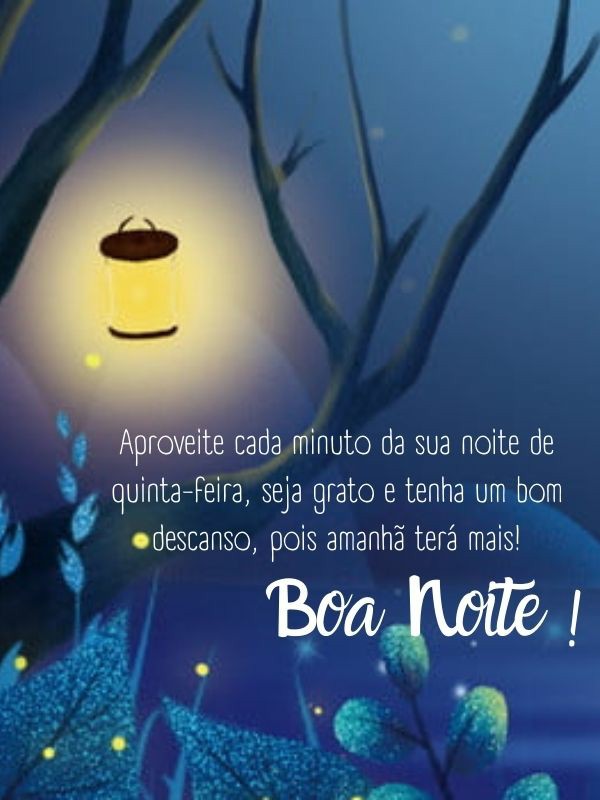 Aproveite cada minuto da sua noite de
quinta-feira, seja grato e tenha um bom
descanso, pois amanhã terá mais!
Boa Noite !